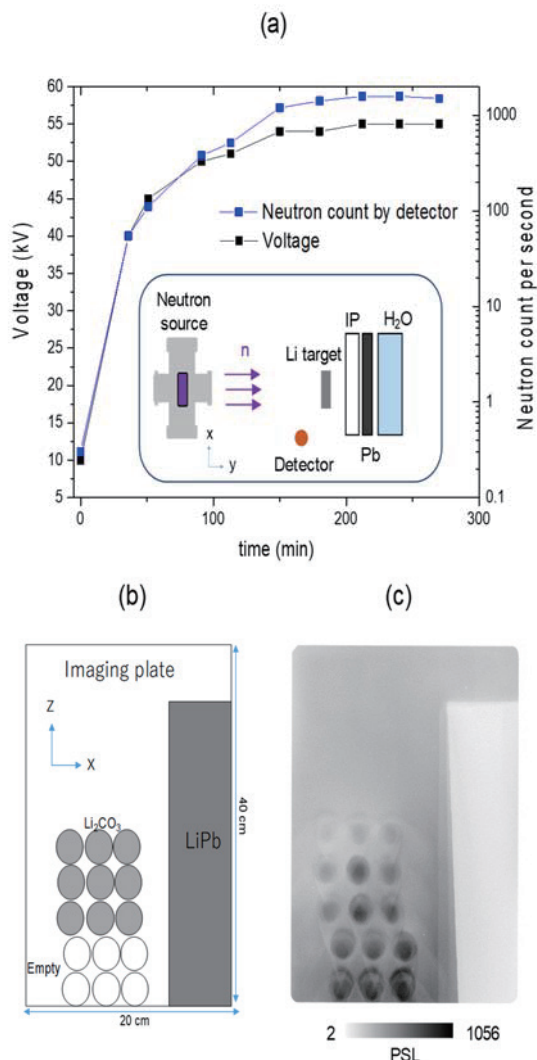 (a)
60
55
50
45
40
35
30
25
20
15
10
5
Voltage (kV)
1000
100
10
1
0.1
Neutron count per second
Neutron count by detector
Voltage
Neutron source
n
Li target
IP
H₂O
Pb
Detector
x
y
0
100
200
300
time (min)
(b)
(c)
Imaging plate
Z
X
Li₂CO₃
LiPb
Empty
40 cm
20 cm
2
1056
PSL